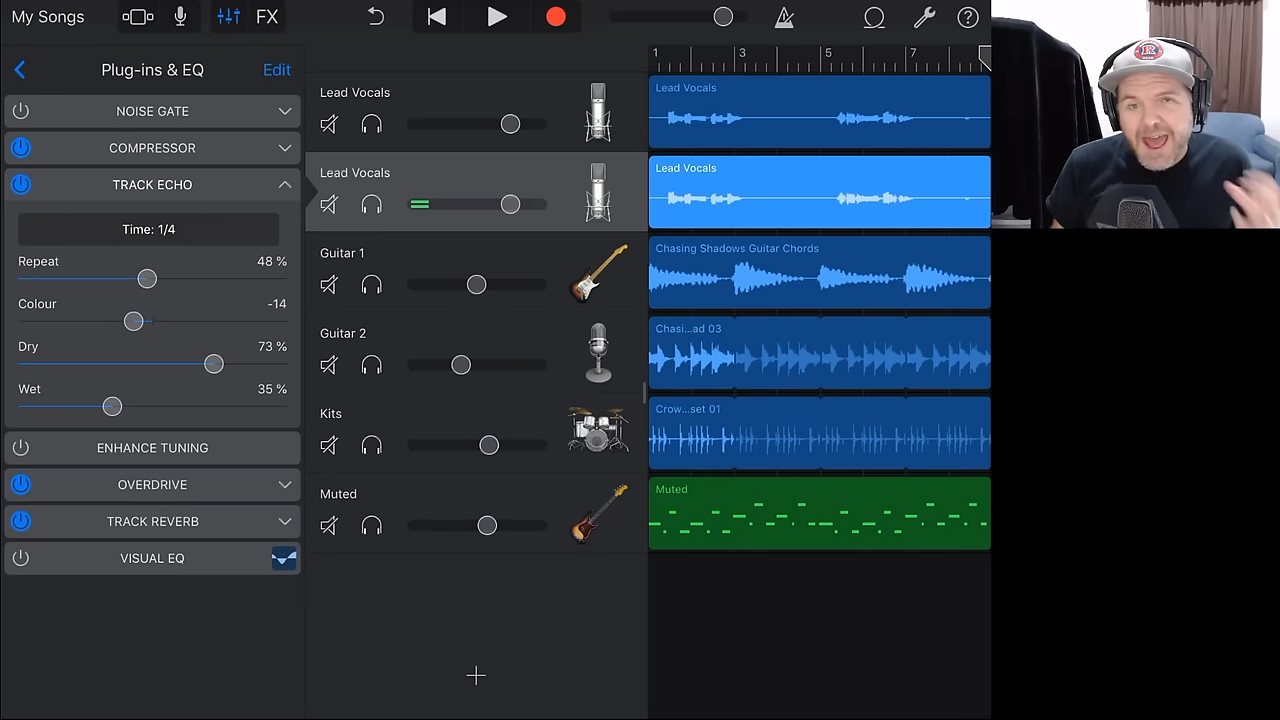 My Songs
FX
Plug-ins & EQ
Edit
NOISE GATE
COMPRESSOR
TRACK ECHO
Time: 1/4
Repeat 48 %
Colour -14
Dry 73 %
Wet 35 %
ENHANCE TUNING
OVERDRIVE
TRACK REVERB
VISUAL EQ
Lead Vocals
Lead Vocals
Guitar 1
Guitar 2
Kits
Muted
1 3 5 7
Lead Vocals
Lead Vocals
Chasing Shadows Guitar Chords
Chasi...ad 03
Crow...set 01
Muted
R